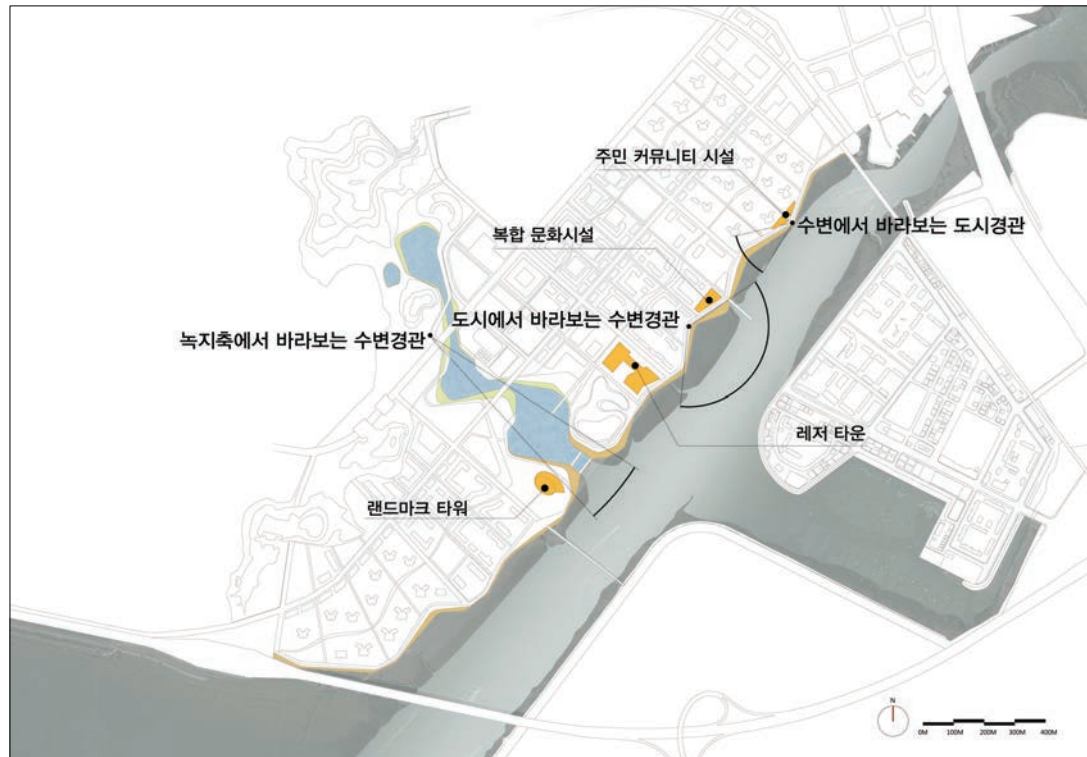 주민 커뮤니티 시설
수변에서 바라보는 도시경관
복합 문화시설
도시에서 바라보는 수변경관
녹지축에서 바라보는 수변경관
레저 타운
랜드마크 타워
N
0M 100M 200M 300M 400M